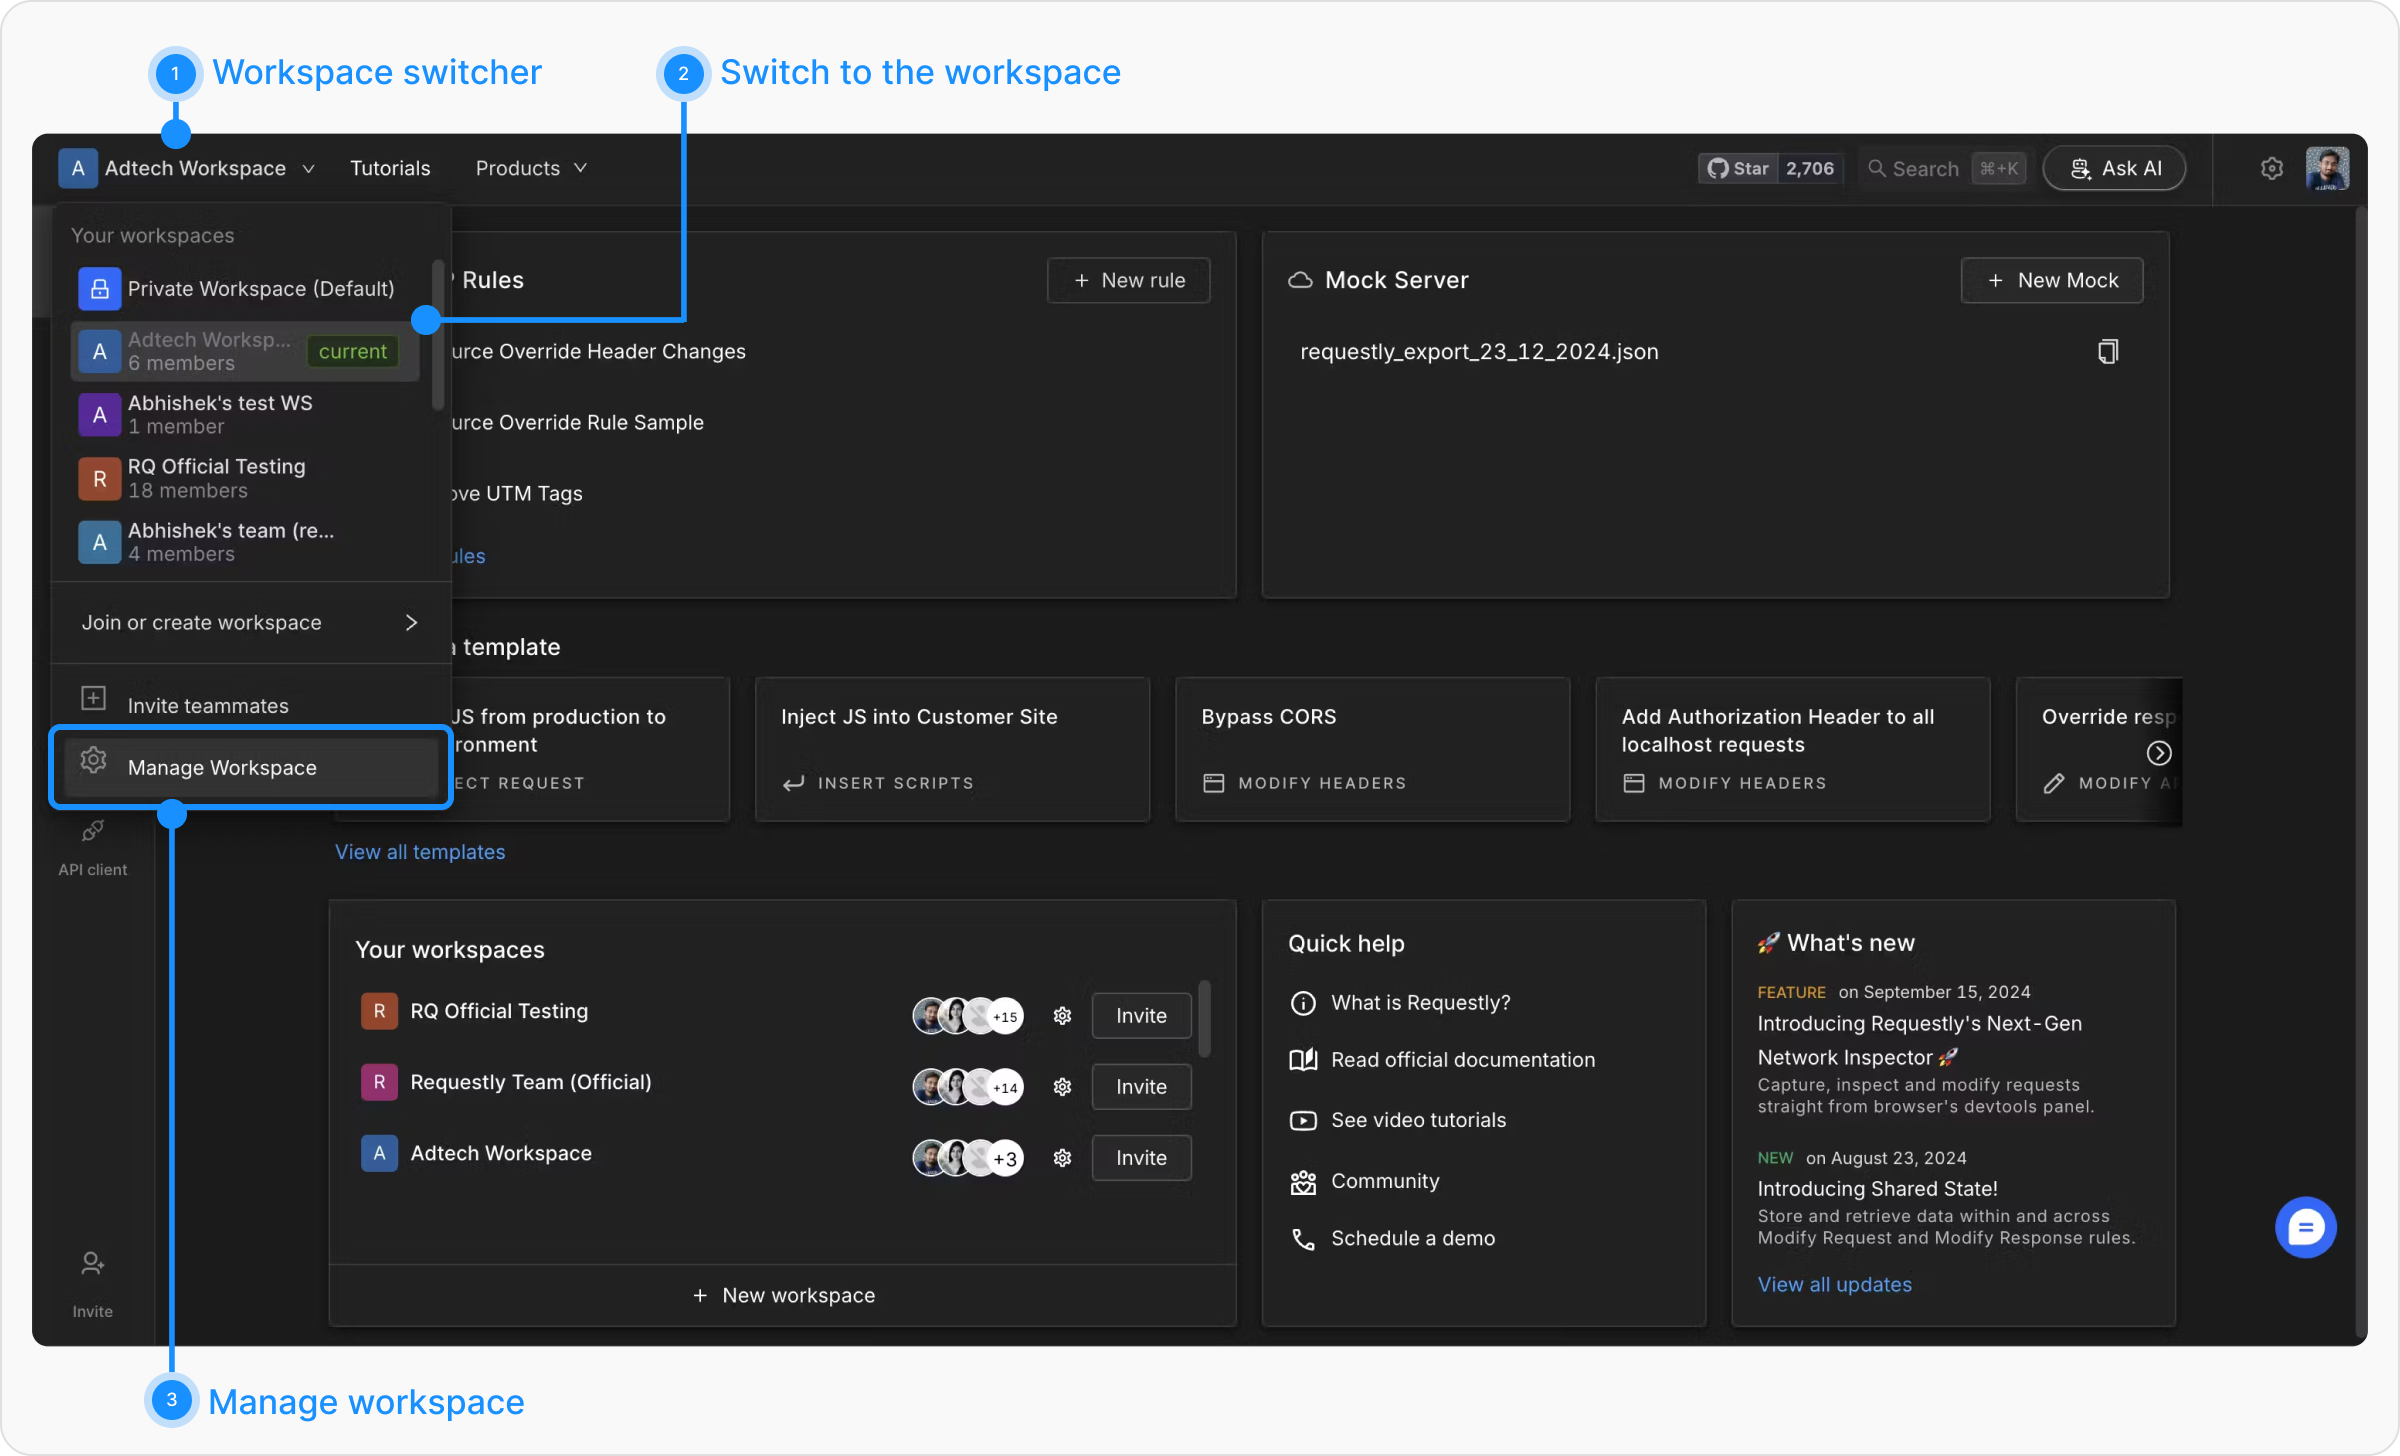 1 Workspace switcher
2 Switch to the workspace
A Adtech Workspace Tutorials Products
Star 2,706 Search ⌘+K Ask AI
Your workspaces
Private Workspace (Default)
A Adtech Worksp... current
6 members
A Abhishek's test WS
1 member
R RQ Official Testing
18 members
A Abhishek's team (re...
4 members
Join or create workspace
Invite teammates
Manage Workspace
API client
Invite
Rules + New rule
urce Override Header Changes
urce Override Rule Sample
ove UTM Tags
ules
Mock Server + New Mock
requestly_export_23_12_2024.json
a template
JS from production to
ronment
ECT REQUEST
Inject JS into Customer Site
INSERT SCRIPTS
Bypass CORS
MODIFY HEADERS
Add Authorization Header to all
localhost requests
MODIFY HEADERS
Override resp
MODIFY A
View all templates
Your workspaces
R RQ Official Testing +15 Invite
R Requestly Team (Official) +14 Invite
A Adtech Workspace +3 Invite
+ New workspace
Quick help
What is Requestly?
Read official documentation
See video tutorials
Community
Schedule a demo
🚀 What's new
FEATURE on September 15, 2024
Introducing Requestly's Next-Gen
Network Inspector 🚀
Capture, inspect and modify requests
straight from browser's devtools panel.
NEW on August 23, 2024
Introducing Shared State!
Store and retrieve data within and across
Modify Request and Modify Response rules.
View all updates
3 Manage workspace